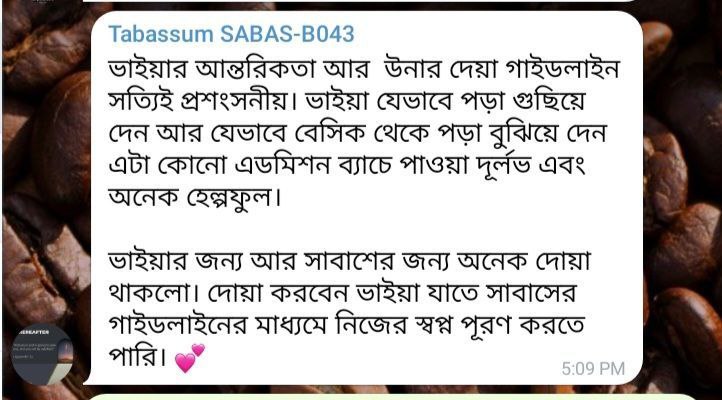 Tabassum SABAS-B043
ভাইয়ার আন্তরিকতা আর উনার দেয়া গাইডলাইন
সত্যিই প্রশংসনীয়। ভাইয়া যেভাবে পড়া গুছিয়ে
দেন আর যেভাবে বেসিক থেকে পড়া বুঝিয়ে দেন
এটা কোনো এডমিশন ব্যাচে পাওয়া দূর্লভ এবং
অনেক হেল্পফুল।
ভাইয়ার জন্য আর সাবাশের জন্য অনেক দোয়া
থাকলো। দোয়া করবেন ভাইয়া যাতে সাবাসের
গাইডলাইনের মাধ্যমে নিজের স্বপ্ন পূরণ করতে
পারি। 💕
5:09 PM